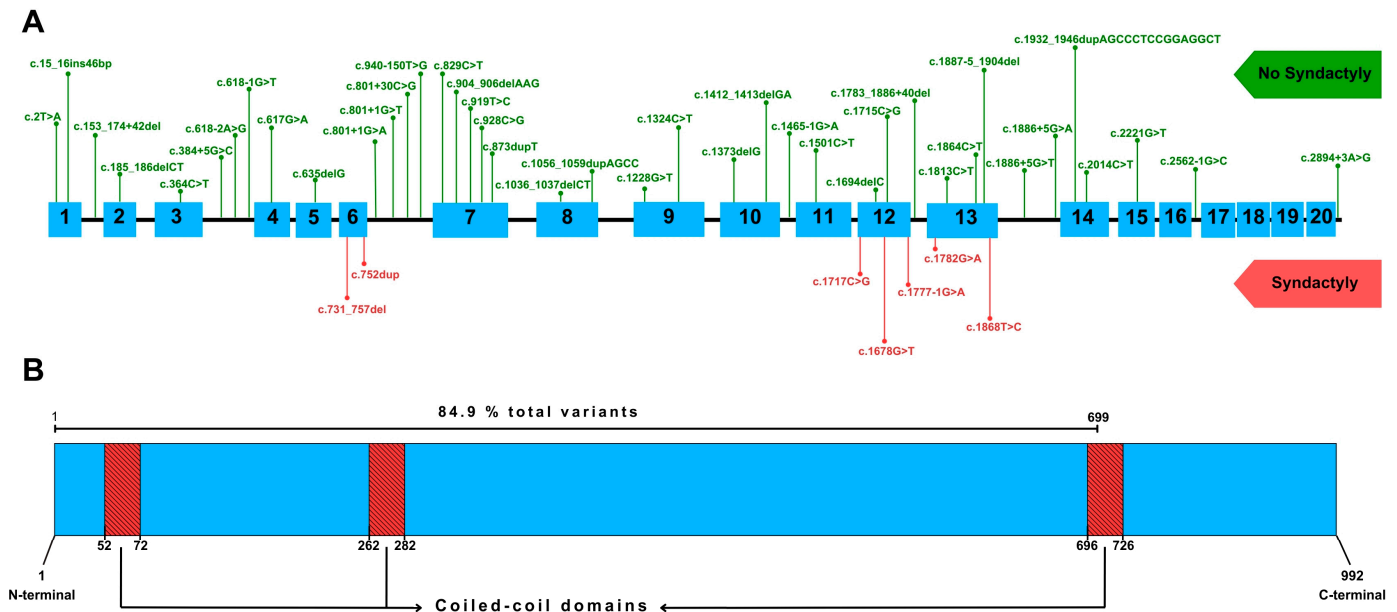 A
c.1932_1946dupAGCCCTCCGGAGGCT
c.15_16ins46bp
c.940-150T>G
c.829C>T
c.1887-5_1904del
No Syndactyly
c.618-1G>T
c.801+30C>G
c.904_906delAAG
c.1412_1413delGA
c.1783_1886+40del
c.919T>C
c.2T>A
c.153_174+42del
c.617G>A
c.801+1G>T
c.928C>G
c.1324C>T
c.1715C>G
c.618-2A>G
c.801+1G>A
c.1465-1G>A
c.1886+5G>A
c.2221G>T
c.384+5G>C
c.873dupT
c.1373delG
c.1501C>T
c.1864C>T
c.185_186delCT
c.635delG
c.1056_1059dupAGCC
c.1886+5G>T
c.2014C>T
c.2562-1G>C
c.2894+3A>G
c.364C>T
c.1036_1037delCT
c.1228G>T
c.1694delC
c.1813C>T
1 2 3 4 5 6 7 8 9 10 11 12 13 14 15 16 17 18 19 20
c.752dup
c.1782G>A
c.731_757del
c.1717C>G
c.1777-1G>A
Syndactyly
c.1868T>C
c.1678G>T
B
84.9 % total variants
1
699
52 72 262 282 696 726
1
N-terminal
992
C-terminal
Coiled-coil domains